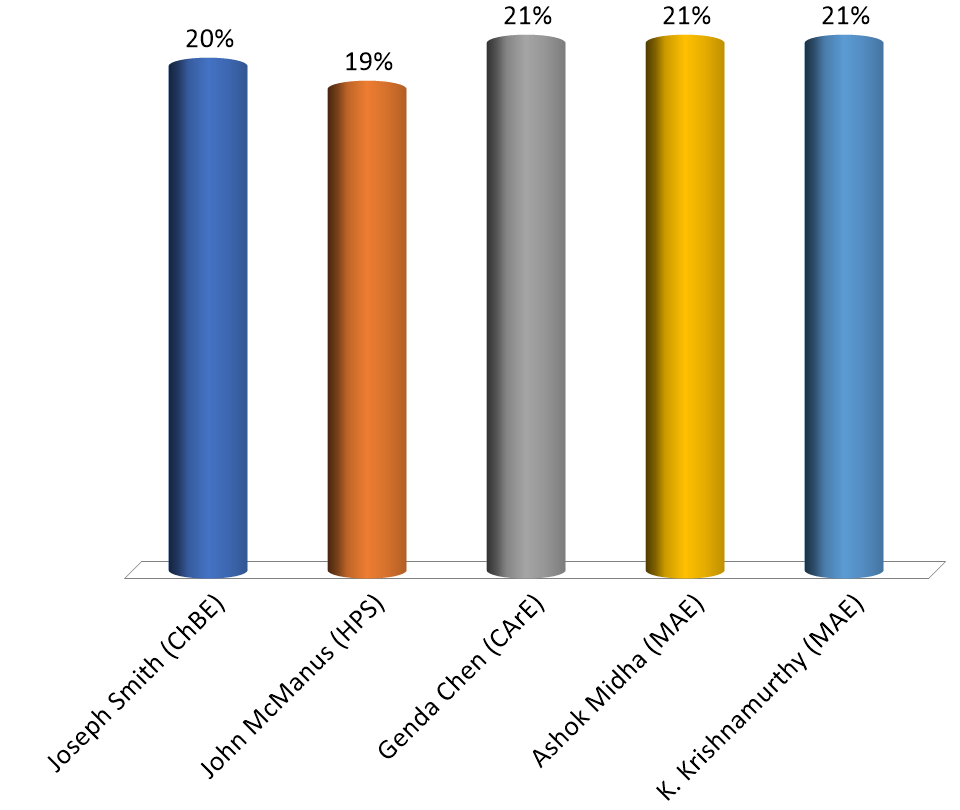 20%
19%
21%
21%
21%
Joseph Smith (ChBE)
John McManus (HPS)
Genda Chen (CArE)
Ashok Midha (MAE)
K. Krishnamurthy (MAE)